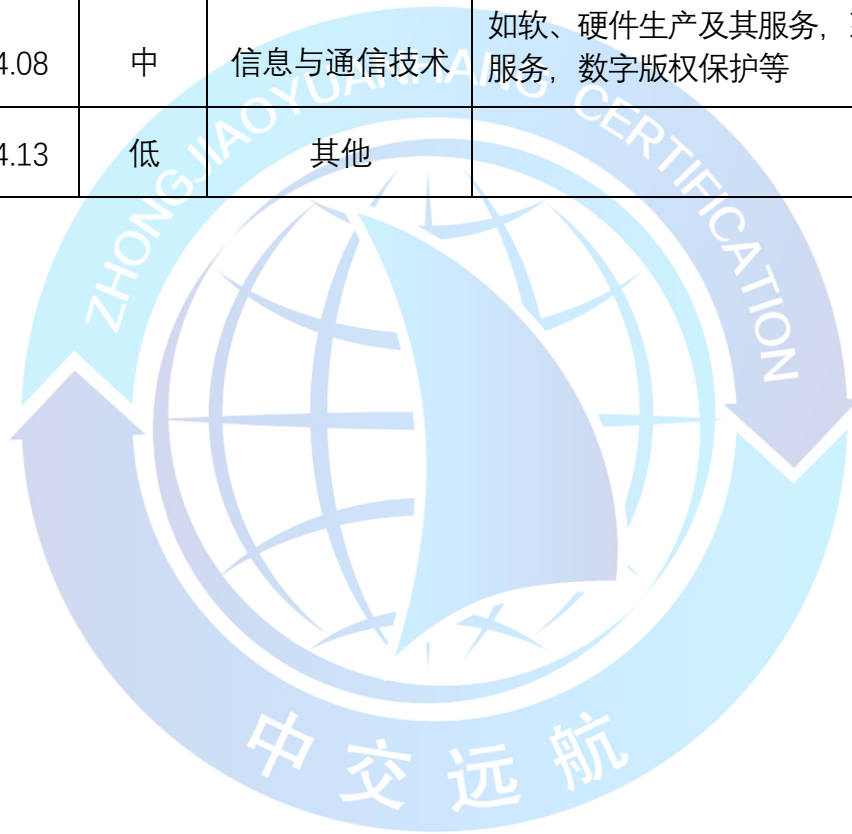 如软、硬件生产及其服务，
4.08 中 信息与通信技术 服务，数字版权保护等
4.13 低 其他
ZHONGJIAOYUANHANG CERTIFICATION
中交远航